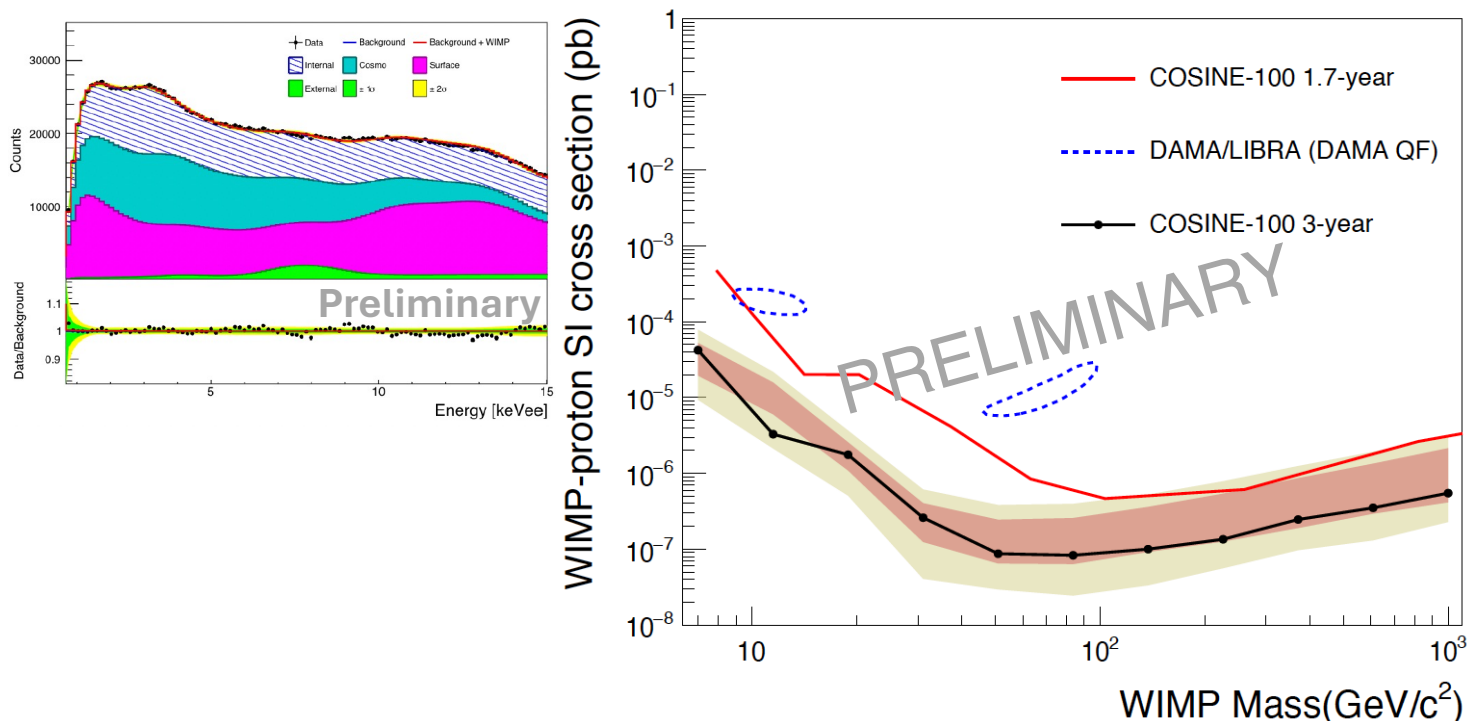 Data Background Background + WIMP
Internal Cosmo Surface
External ± 1σ ± 2σ
30000
20000
10000
Counts
Preliminary
1.1
1
0.9
Data/Background
5 10 15
Energy [keVee]
WIMP-proton SI cross section (pb)
1
10⁻¹
10⁻²
10⁻³
10⁻⁴
10⁻⁵
10⁻⁶
10⁻⁷
10⁻⁸
COSINE-100 1.7-year
DAMA/LIBRA (DAMA QF)
COSINE-100 3-year
PRELIMINARY
10 10² 10³
WIMP Mass(GeV/c²)